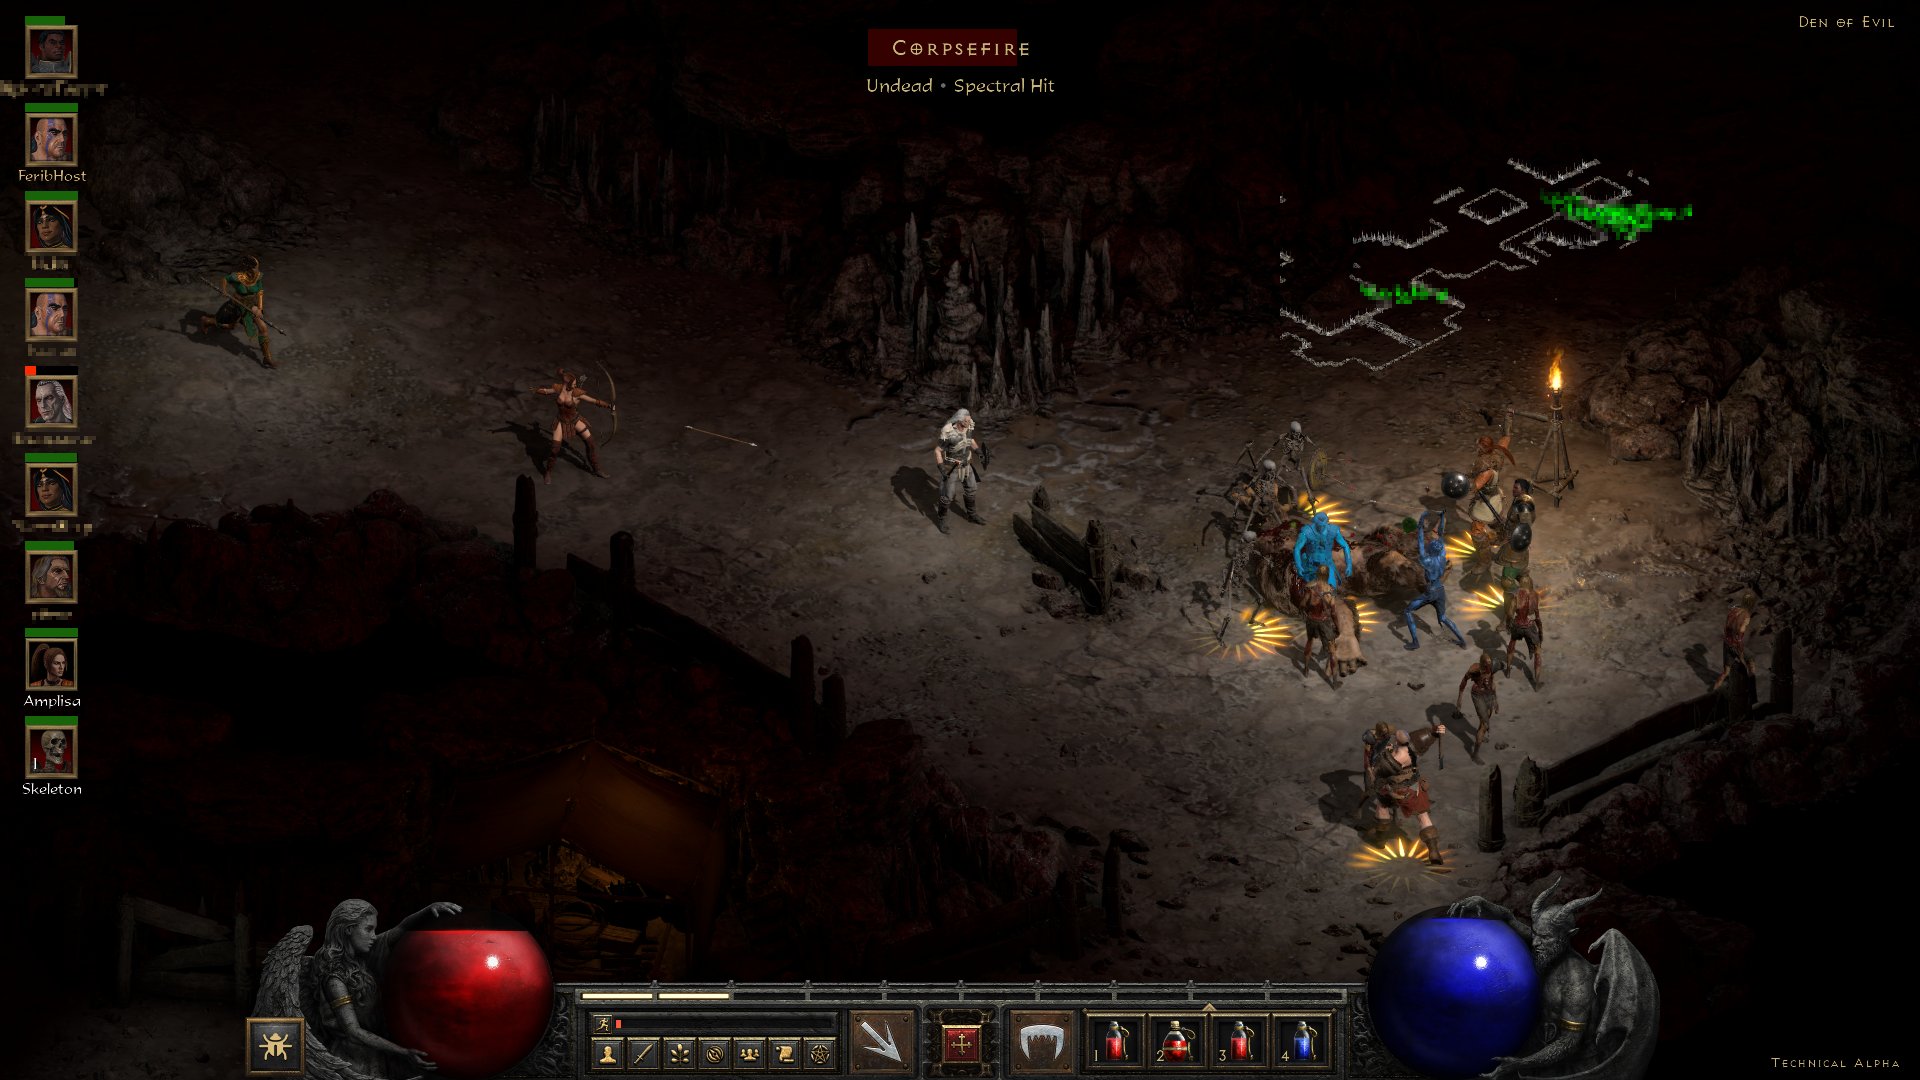 Den of Evil
Corpsefire
Undead • Spectral Hit
FeribHost
Amplisa
1
Skeleton
1
2
3
4
Technical Alpha